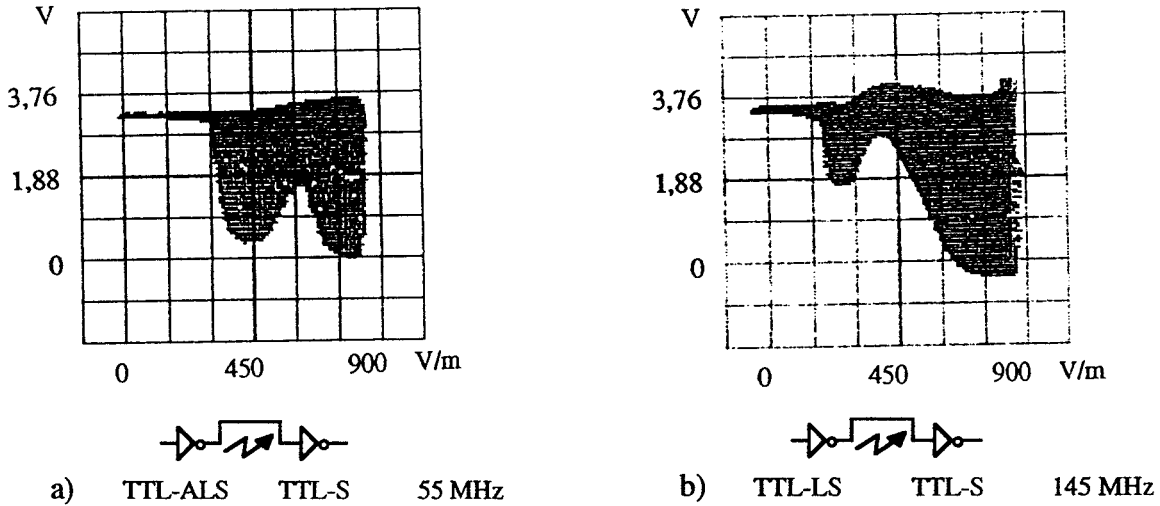 V
3,76
1,88
0
0 450 900 V/m
a) TTL-ALS TTL-S 55 MHz
V
3,76
1,88
0
0 450 900 V/m
b) TTL-LS TTL-S 145 MHz